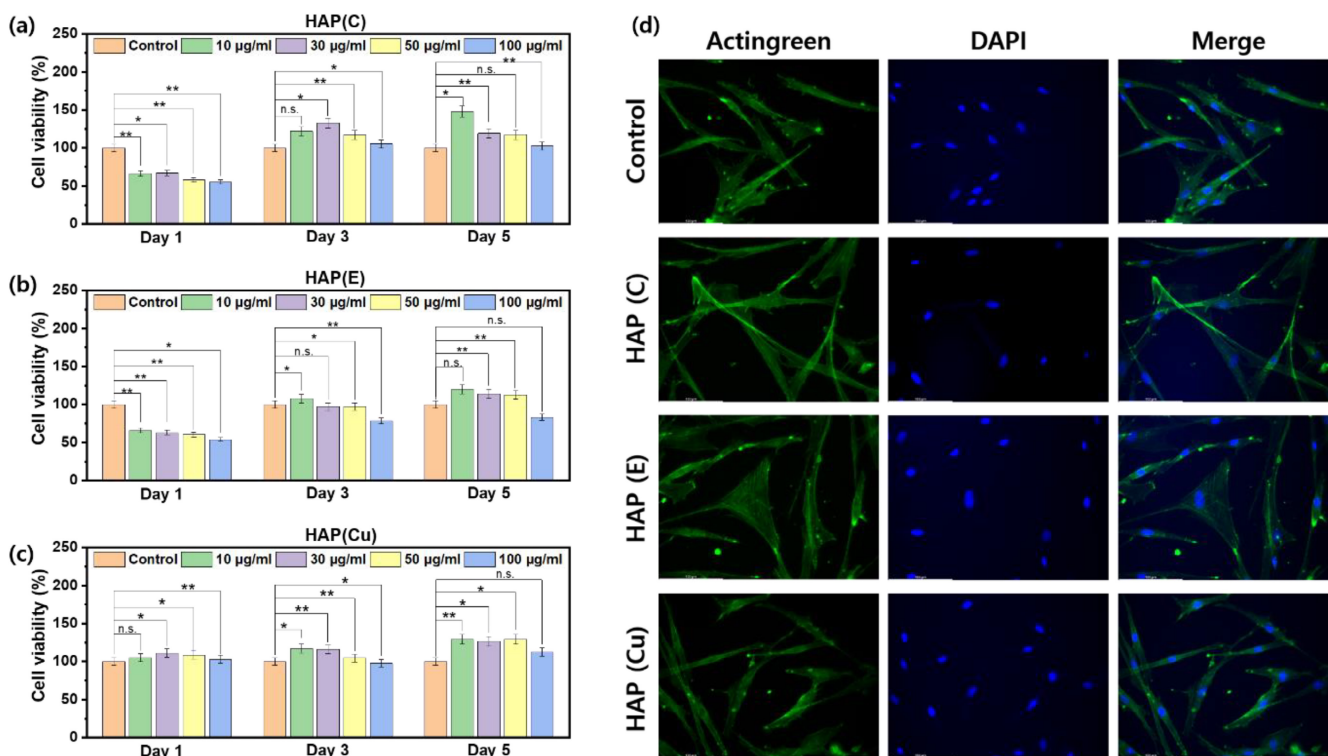 (a)
HAP(C)
Control 10 μg/ml 30 μg/ml 50 μg/ml 100 μg/ml
Cell viability (%)
250
200
150
100
50
0
** * ** **
n.s. * ** *
* ** n.s. **
Day 1 Day 3 Day 5
(b)
HAP(E)
Control 10 μg/ml 30 μg/ml 50 μg/ml 100 μg/ml
Cell viability (%)
250
200
150
100
50
0
** ** ** *
* n.s. * **
n.s. ** ** n.s.
Day 1 Day 3 Day 5
(c)
HAP(Cu)
Control 10 μg/ml 30 μg/ml 50 μg/ml 100 μg/ml
Cell viability (%)
250
200
150
100
50
0
n.s. * * **
* ** ** *
** * * n.s.
Day 1 Day 3 Day 5
(d)
Actingreen DAPI Merge
Control
HAP (C)
HAP (E)
HAP (Cu)